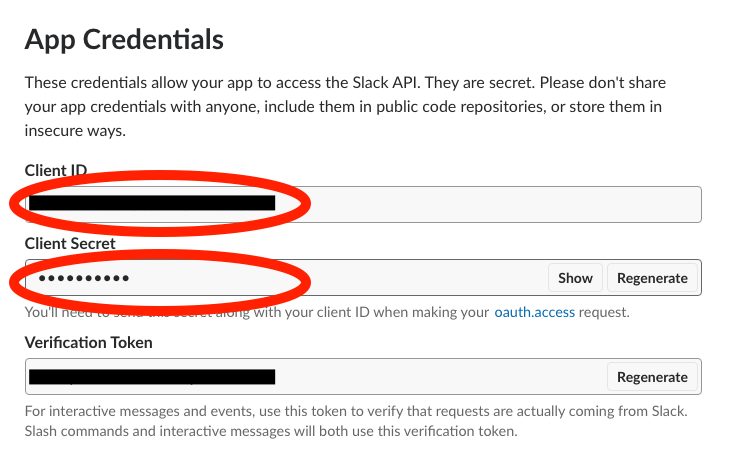 App Credentials
These credentials allow your app to access the Slack API. They are secret. Please don't share
your app credentials with anyone, include them in public code repositories, or store them in
insecure ways.
Client ID
Client Secret
••••••••••
Show
Regenerate
You'll need to send this secret along with your client ID when making your oauth.access request.
Verification Token
Regenerate
For interactive messages and events, use this token to verify that requests are actually coming from Slack.
Slash commands and interactive messages will both use this verification token.